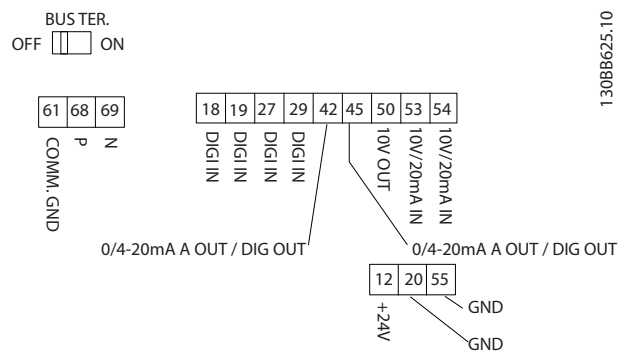 BUS TER.
OFF ON
130BB625.10
61 68 69
COMM. GND
P
N
18 19 27 29 42 45 50 53 54
DIGI IN
DIGI IN
DIGI IN
DIGI IN
10V OUT
10V/20mA IN
10V/20mA IN
0/4-20mA A OUT / DIG OUT
0/4-20mA A OUT / DIG OUT
12 20 55
+24V
GND
GND